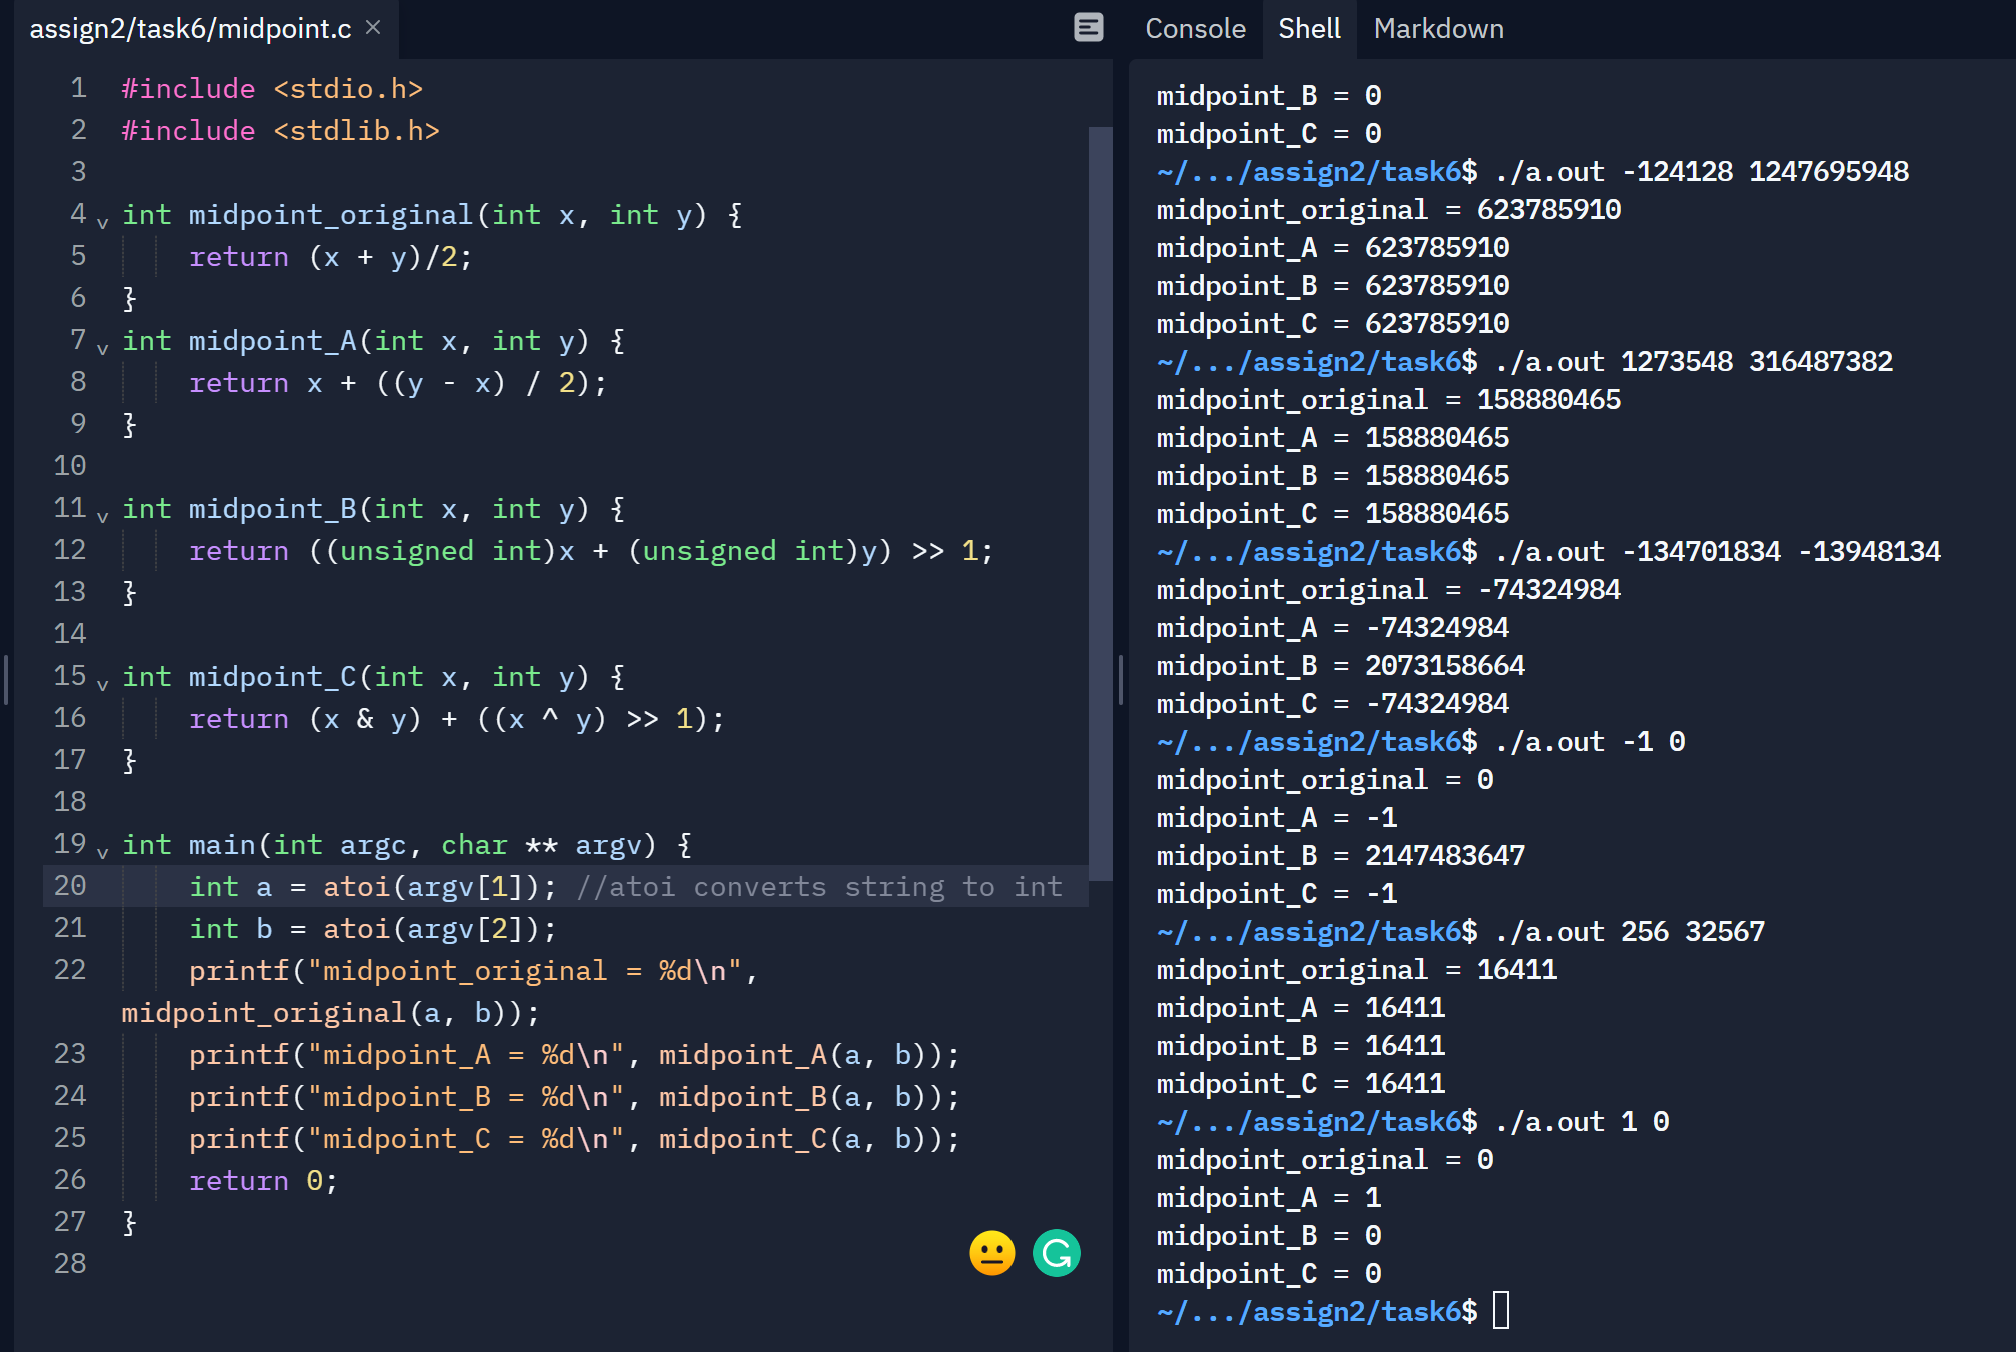 assign2/task6/midpoint.c ×
1 #include <stdio.h>
2 #include <stdlib.h>
3
4 int midpoint_original(int x, int y) {
5 return (x + y)/2;
6 }
7 int midpoint_A(int x, int y) {
8 return x + ((y - x) / 2);
9 }
10
11 int midpoint_B(int x, int y) {
12 return ((unsigned int)x + (unsigned int)y) >> 1;
13 }
14
15 int midpoint_C(int x, int y) {
16 return (x & y) + ((x ^ y) >> 1);
17 }
18
19 int main(int argc, char ** argv) {
20 int a = atoi(argv[1]); //atoi converts string to int
21 int b = atoi(argv[2]);
22 printf("midpoint_original = %d\n",
midpoint_original(a, b));
23 printf("midpoint_A = %d\n", midpoint_A(a, b));
24 printf("midpoint_B = %d\n", midpoint_B(a, b));
25 printf("midpoint_C = %d\n", midpoint_C(a, b));
26 return 0;
27 }
28
Console Shell Markdown
midpoint_B = 0
midpoint_C = 0
~/.../assign2/task6$ ./a.out -124128 1247695948
midpoint_original = 623785910
midpoint_A = 623785910
midpoint_B = 623785910
midpoint_C = 623785910
~/.../assign2/task6$ ./a.out 1273548 316487382
midpoint_original = 158880465
midpoint_A = 158880465
midpoint_B = 158880465
midpoint_C = 158880465
~/.../assign2/task6$ ./a.out -134701834 -13948134
midpoint_original = -74324984
midpoint_A = -74324984
midpoint_B = 2073158664
midpoint_C = -74324984
~/.../assign2/task6$ ./a.out -1 0
midpoint_original = 0
midpoint_A = -1
midpoint_B = 2147483647
midpoint_C = -1
~/.../assign2/task6$ ./a.out 256 32567
midpoint_original = 16411
midpoint_A = 16411
midpoint_B = 16411
midpoint_C = 16411
~/.../assign2/task6$ ./a.out 1 0
midpoint_original = 0
midpoint_A = 1
midpoint_B = 0
midpoint_C = 0
~/.../assign2/task6$